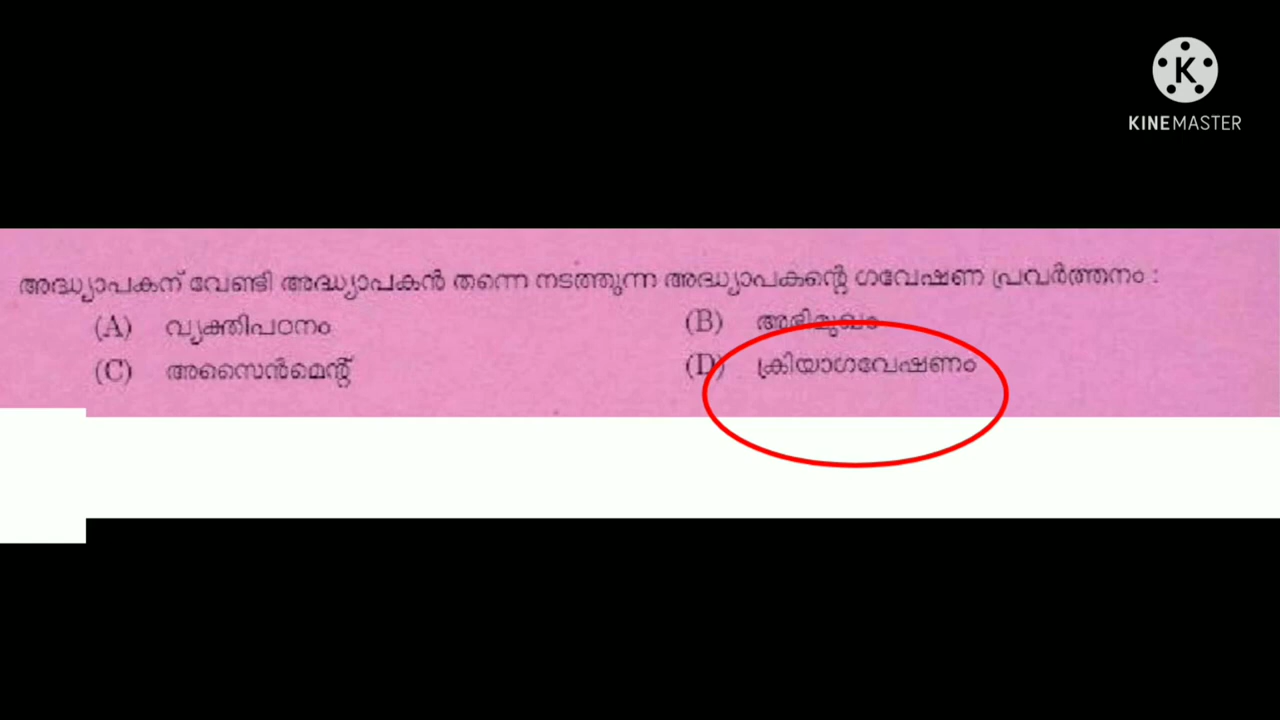 KINEMASTER
അദ്ധ്യാപകന് വേണ്ടി അദ്ധ്യാപകൻ തന്നെ നടത്തുന്ന അദ്ധ്യാപകന്റെ ഗവേഷണ പ്രവർത്തനം :
(A) വ്യക്തിപഠനം (B) അഭിമുഖം
(C) അസൈൻമെന്റ് (D) ക്രിയാഗവേഷണം